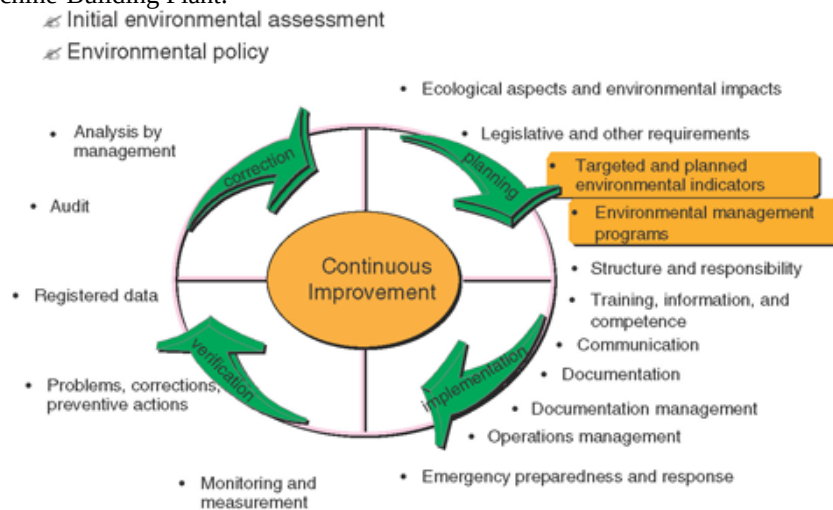 chine-Building Plant.
Initial environmental assessment
Environmental policy
• Ecological aspects and environmental impacts
• Legislative and other requirements
• Targeted and planned
environmental indicators
• Environmental management
programs
• Structure and responsibility
• Training, information, and
competence
• Communication
• Documentation
• Documentation management
• Operations management
• Emergency preparedness and response
• Monitoring and
measurement
• Problems, corrections,
preventive actions
• Registered data
• Audit
• Analysis by
management
correction
planning
implementation
verification
Continuous
Improvement